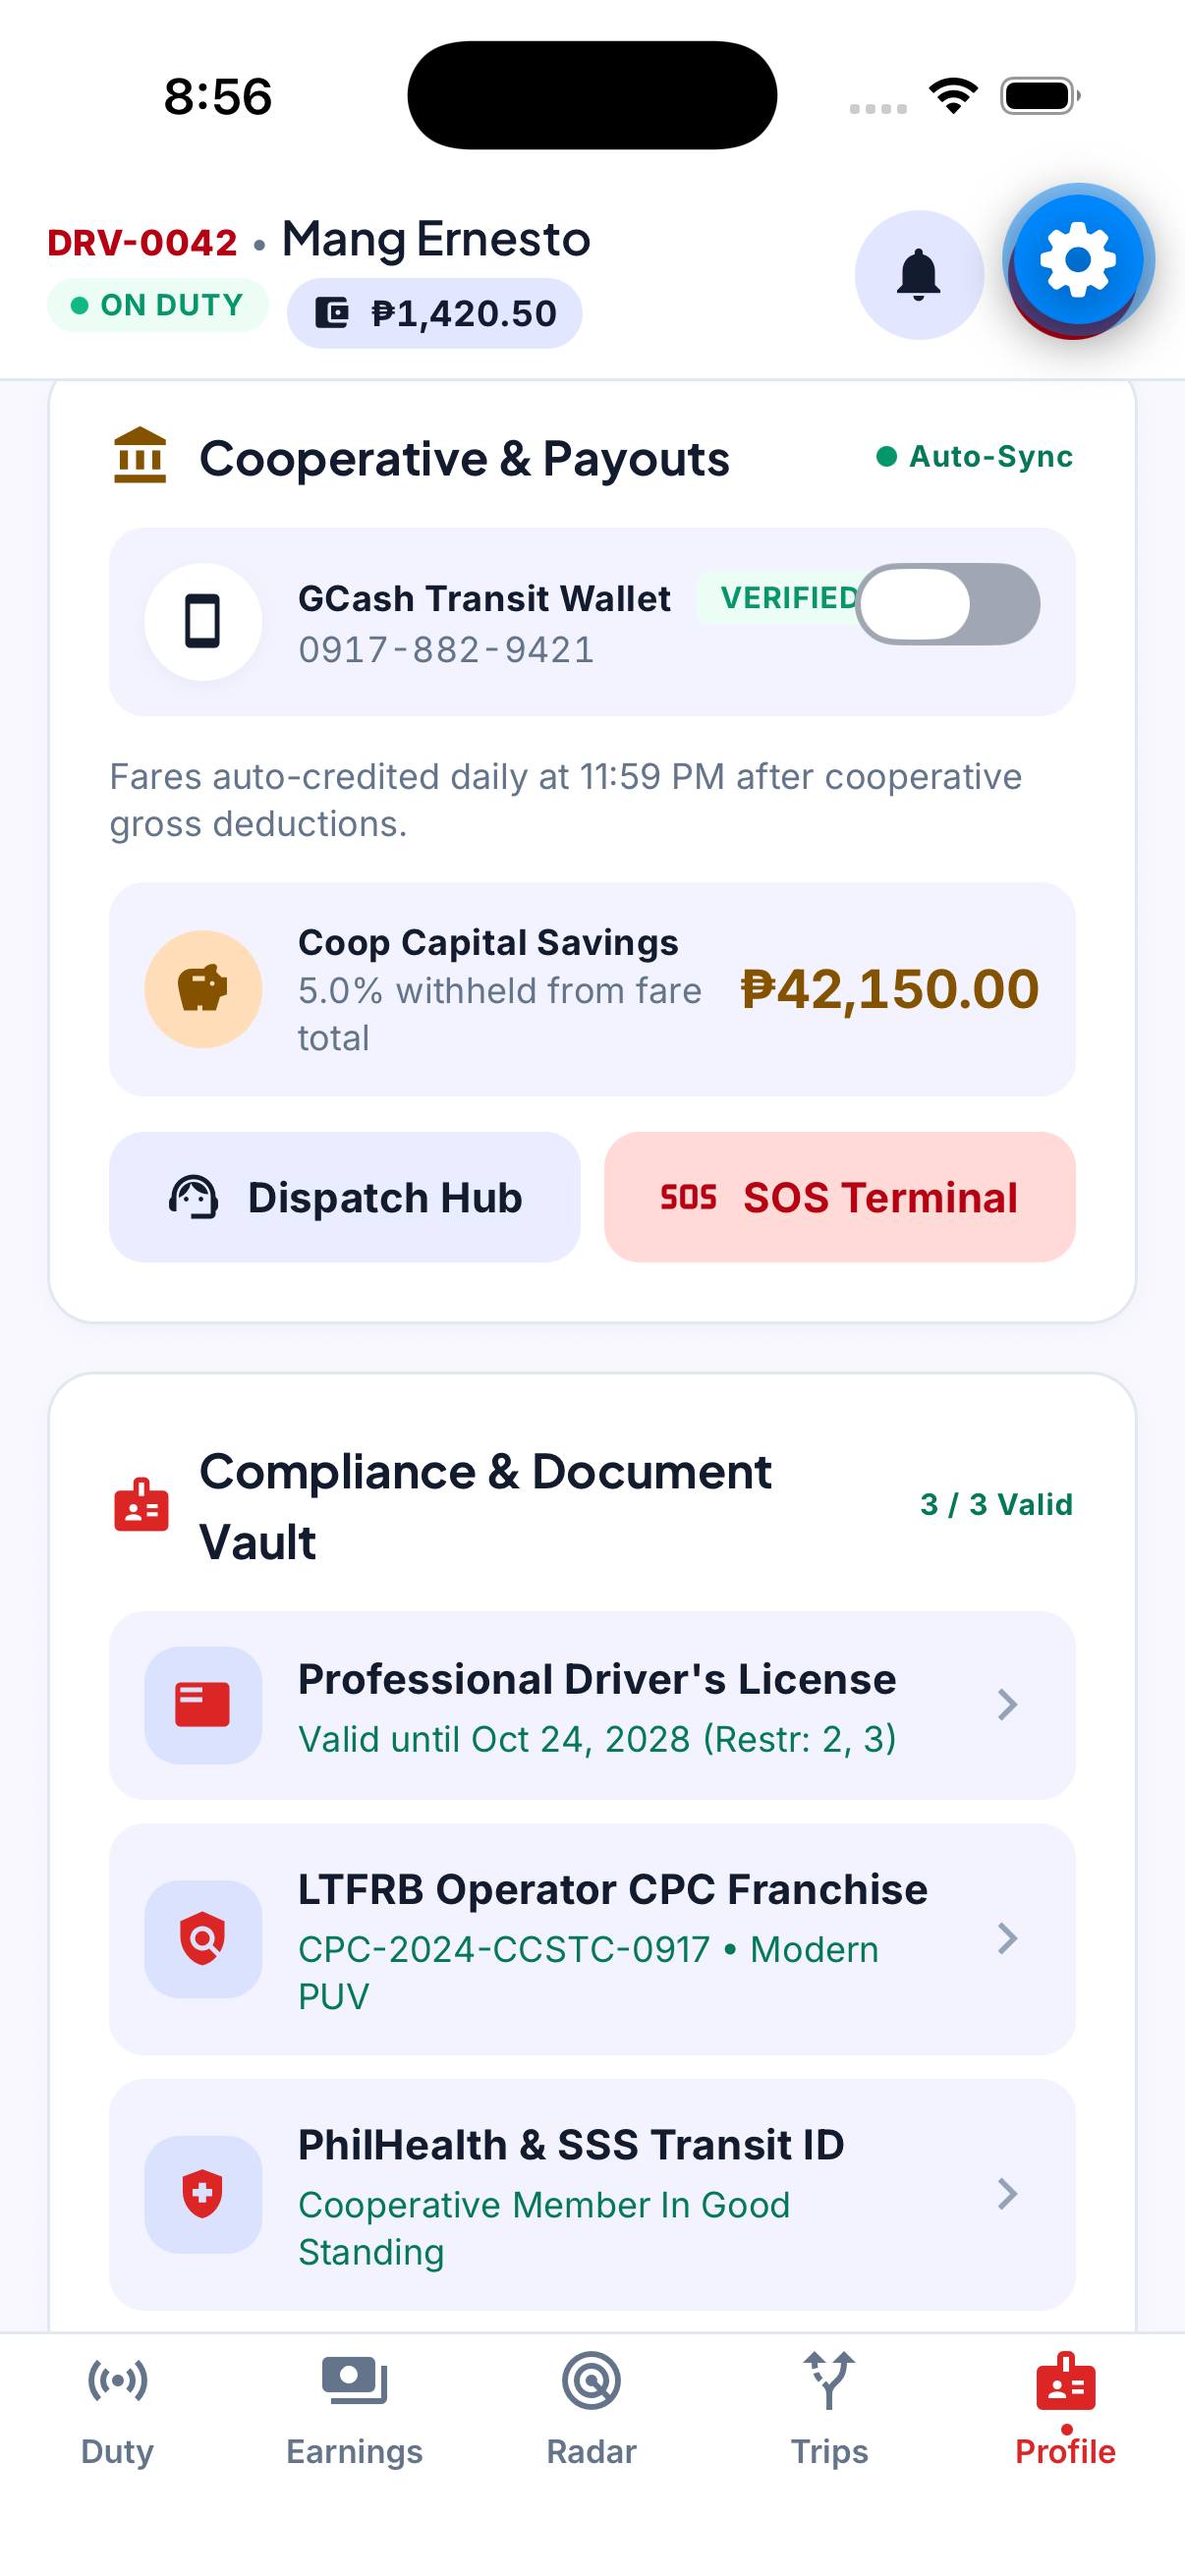 8:56
DRV-0042 • Mang Ernesto
ON DUTY
₱1,420.50
Cooperative & Payouts
Auto-Sync
GCash Transit Wallet
VERIFIED
0917-882-9421
Fares auto-credited daily at 11:59 PM after cooperative
gross deductions.
Coop Capital Savings
5.0% withheld from fare
total
₱42,150.00
Dispatch Hub
SOS SOS Terminal
Compliance & Document
Vault
3 / 3 Valid
Professional Driver's License
Valid until Oct 24, 2028 (Restr: 2, 3)
LTFRB Operator CPC Franchise
CPC-2024-CCSTC-0917 • Modern
PUV
PhilHealth & SSS Transit ID
Cooperative Member In Good
Standing
Duty
Earnings
Radar
Trips
Profile